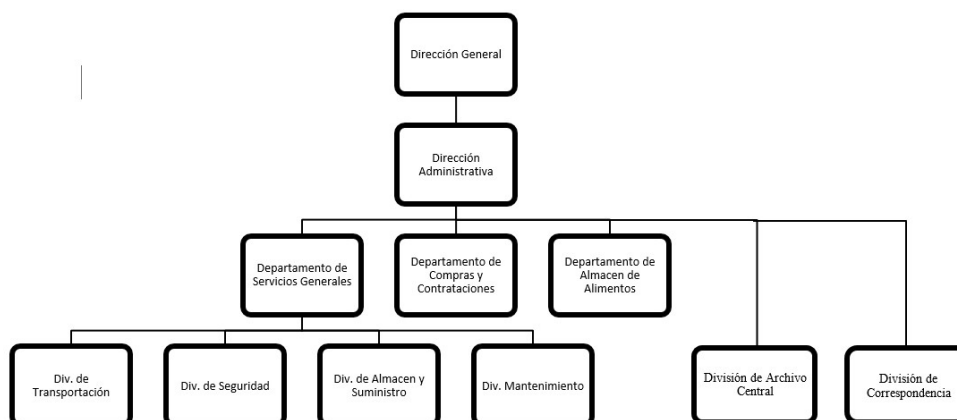 Dirección General
Dirección
Administrativa
Departamento de
Servicios Generales
Departamento de
Compras y
Contrataciones
Departamento de
Almacen de
Alimentos
Div. de
Transportación
Div. de Seguridad
Div. de Almacen y
Suministro
Div. Mantenimiento
División de Archivo
Central
División de
Correspondencia